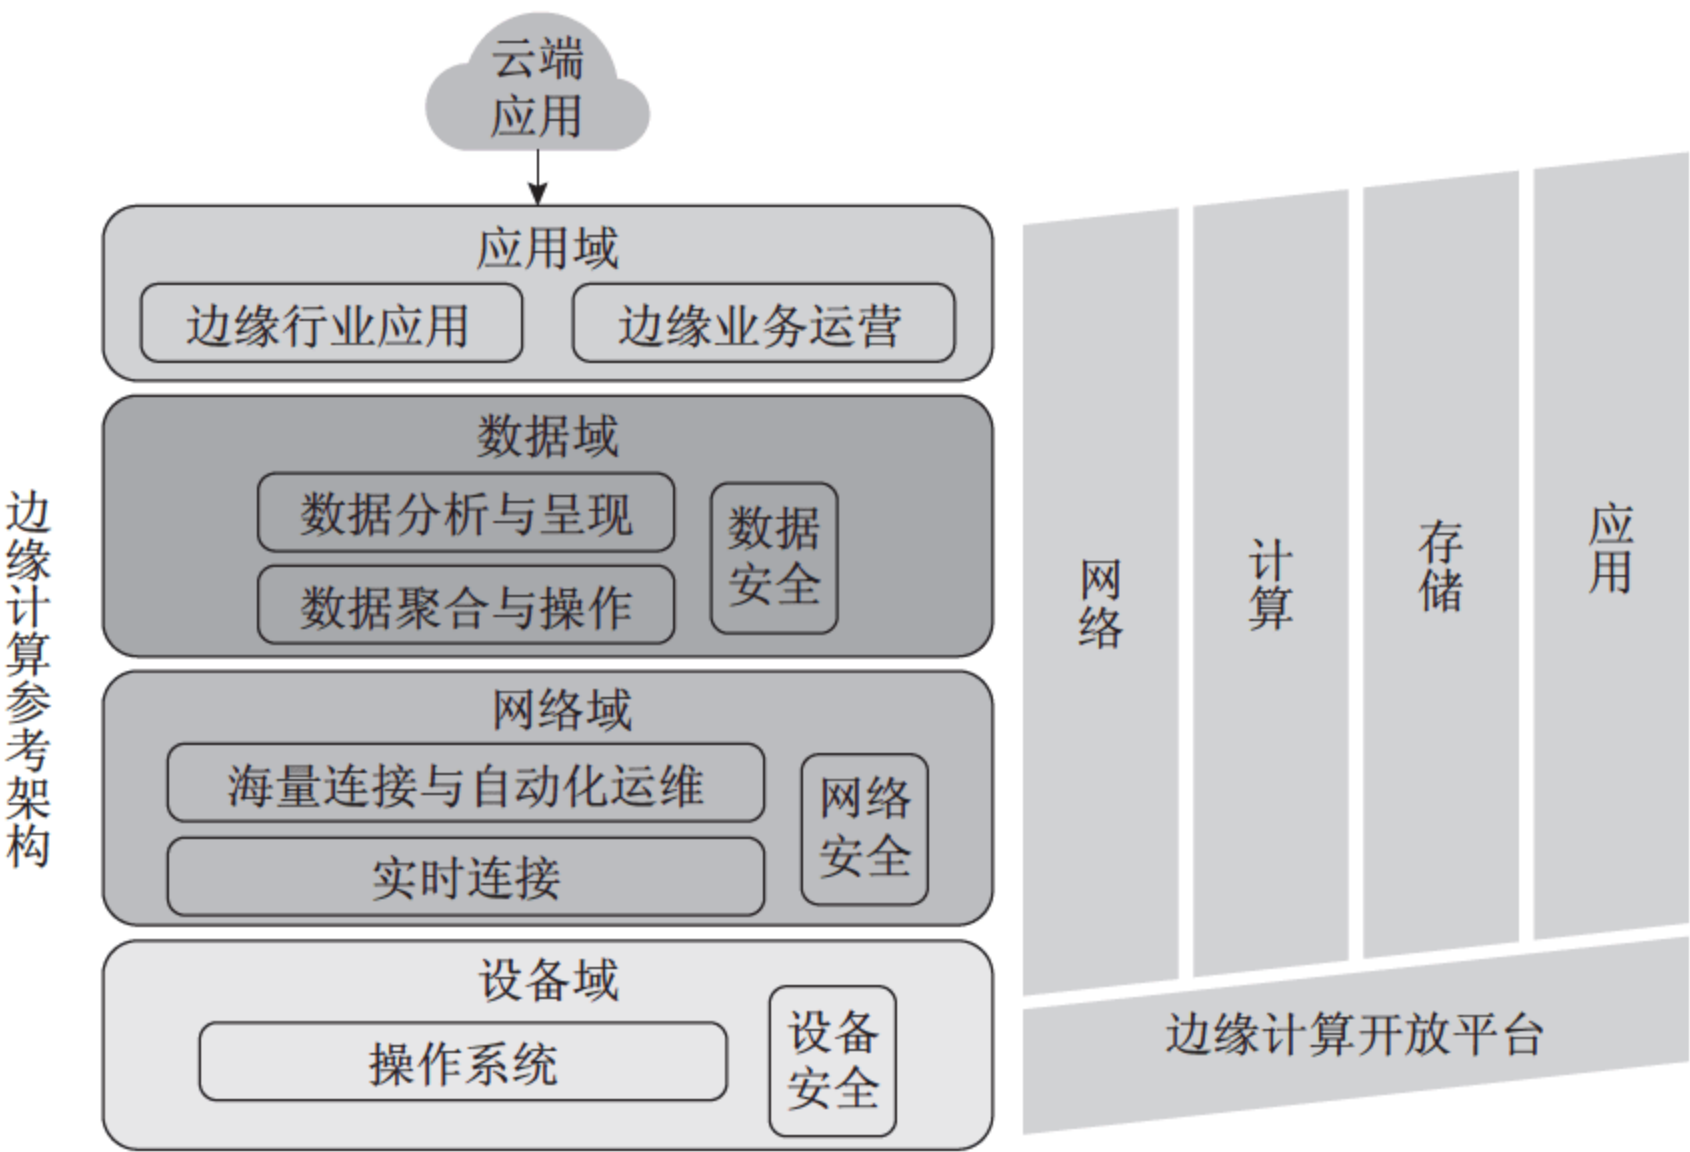 云端
应用
应用域
边缘行业应用
边缘业务运营
数据域
数据分析与呈现
数据聚合与操作
数据
安全
网络域
海量连接与自动化运维
实时连接
网络
安全
设备域
操作系统
设备
安全
边缘计算参考架构
网络
计算
存储
应用
边缘计算开放平台